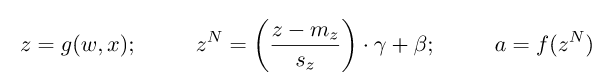 z = g(w, x);  z^N = ((z − m_z)/s_z) · γ + β;  a = f(z^N)